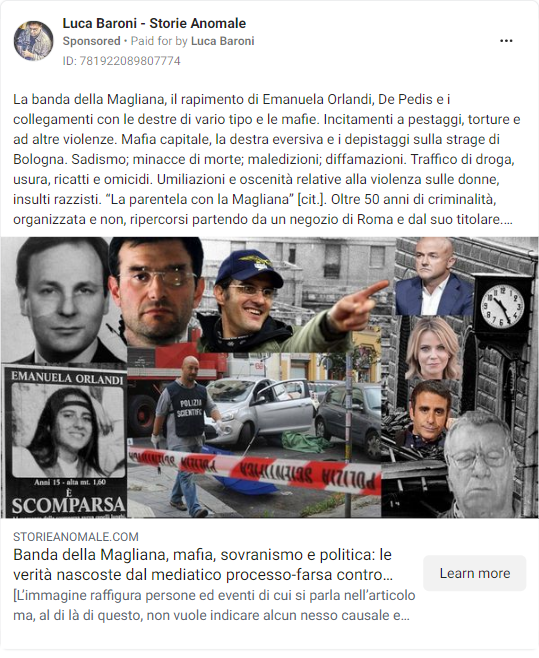 Luca Baroni - Storie Anomale
Sponsored • Paid for by Luca Baroni
ID: 781922089807774
La banda della Magliana, il rapimento di Emanuela Orlandi, De Pedis e i
collegamenti con le destre di vario tipo e le mafie. Incitamenti a pestaggi, torture e
ad altre violenze. Mafia capitale, la destra eversiva e i depistaggi sulla strage di
Bologna. Sadismo; minacce di morte; maledizioni; diffamazioni. Traffico di droga,
usura, ricatti e omicidi. Umiliazioni e oscenità relative alla violenza sulle donne,
insulti razzisti. “La parentela con la Magliana” [cit.]. Oltre 50 anni di criminalità,
organizzata e non, ripercorsi partendo da un negozio di Roma e dal suo titolare....
EMANUELA ORLANDI
Anni 15 - alta mt. 1,60
È
SCOMPARSA
POLIZIA
SCIENTIFICA
STORIEANOMALE.COM
Banda della Magliana, mafia, sovranismo e politica: le
verità nascoste dal mediatico processo-farsa contro...
[L’immagine raffigura persone ed eventi di cui si parla nell’articolo
ma, al di là di questo, non vuole indicare alcun nesso causale e...
Learn more